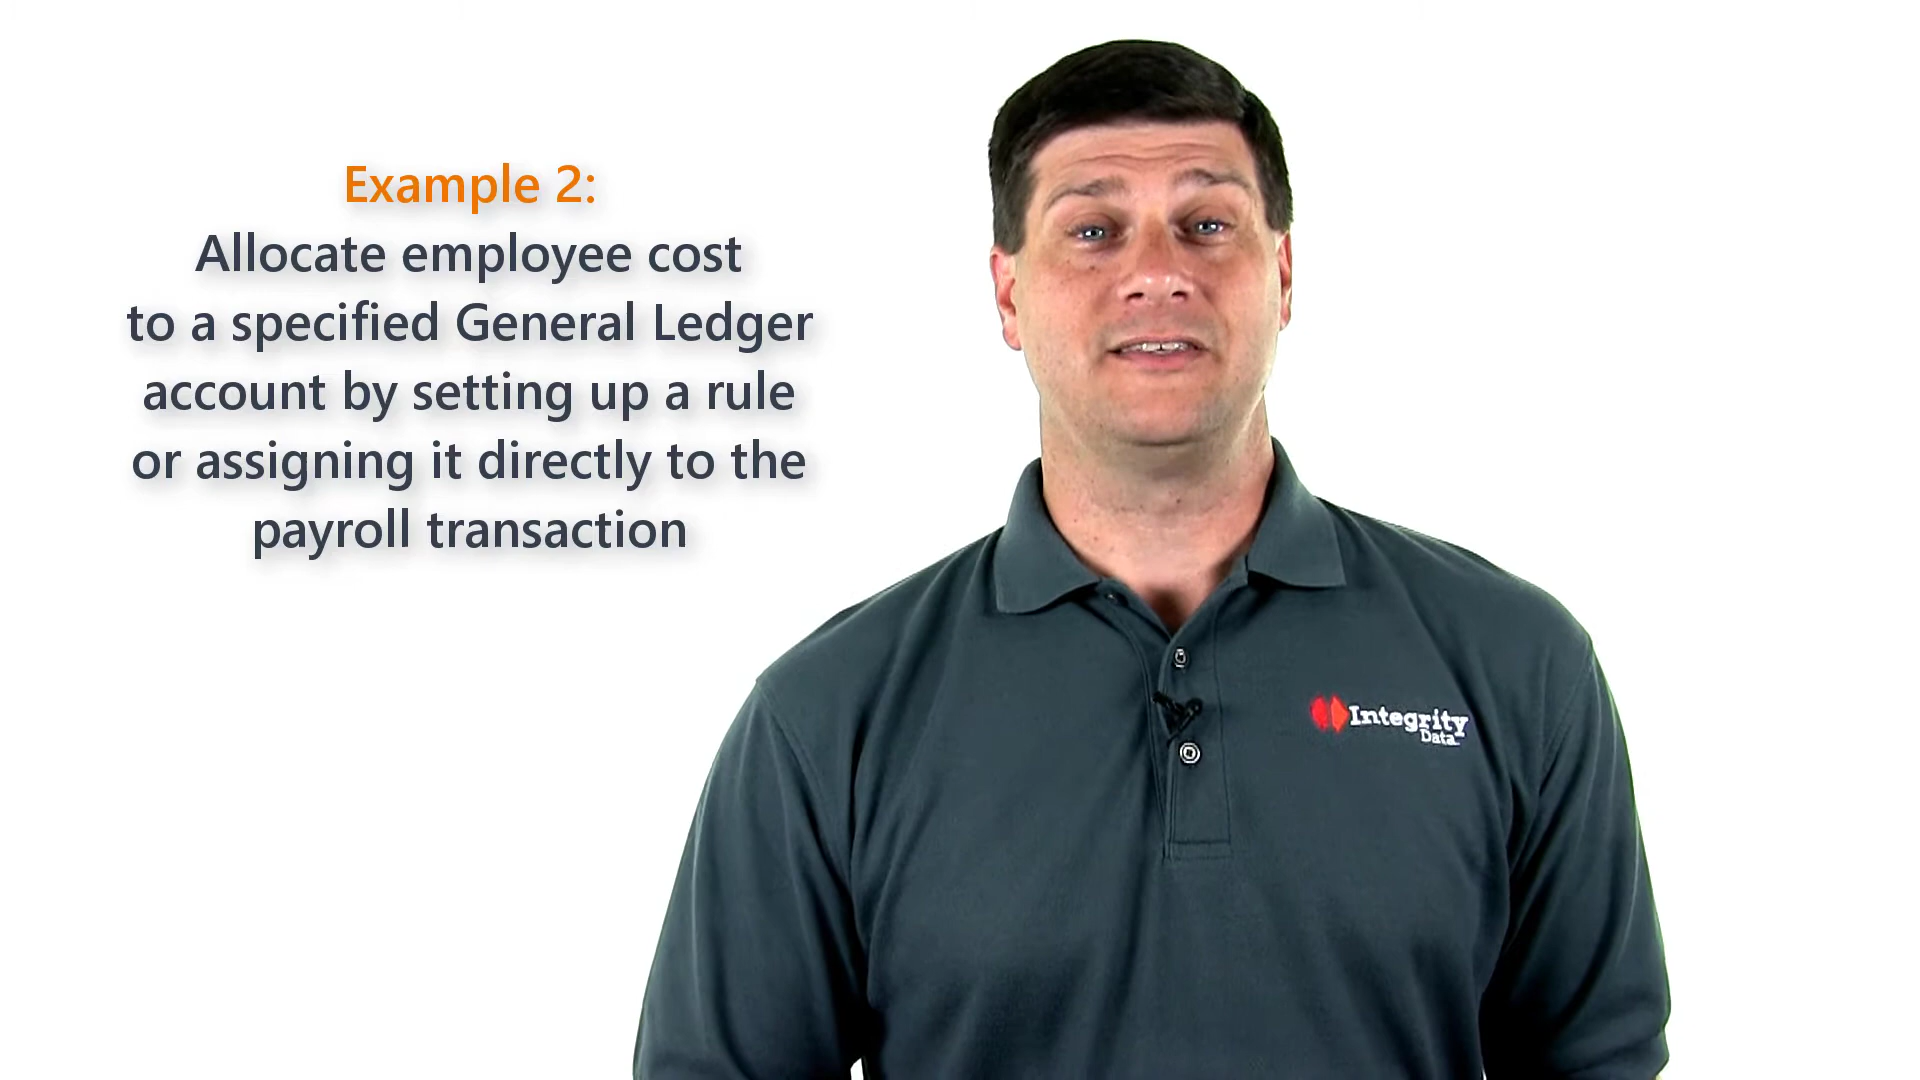 Example 2:
Allocate employee cost
to a specified General Ledger
account by setting up a rule
or assigning it directly to the
payroll transaction
Integrity
Data